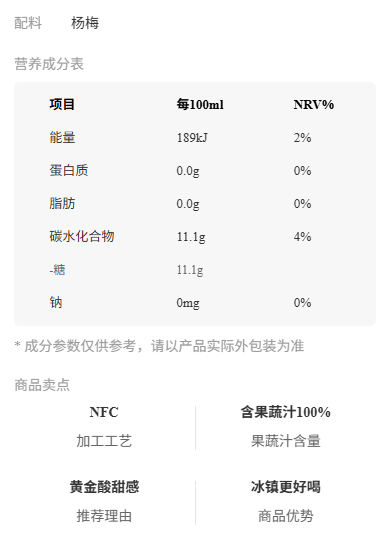 配料 杨梅
营养成分表
项目 每100ml NRV%
能量 189kJ 2%
蛋白质 0.0g 0%
脂肪 0.0g 0%
碳水化合物 11.1g 4%
-糖 11.1g
钠 0mg 0%
* 成分参数仅供参考，请以产品实际外包装为准
商品卖点
NFC 含果蔬汁100%
加工工艺 果蔬汁含量
黄金酸甜感 冰镇更好喝
推荐理由 商品优势